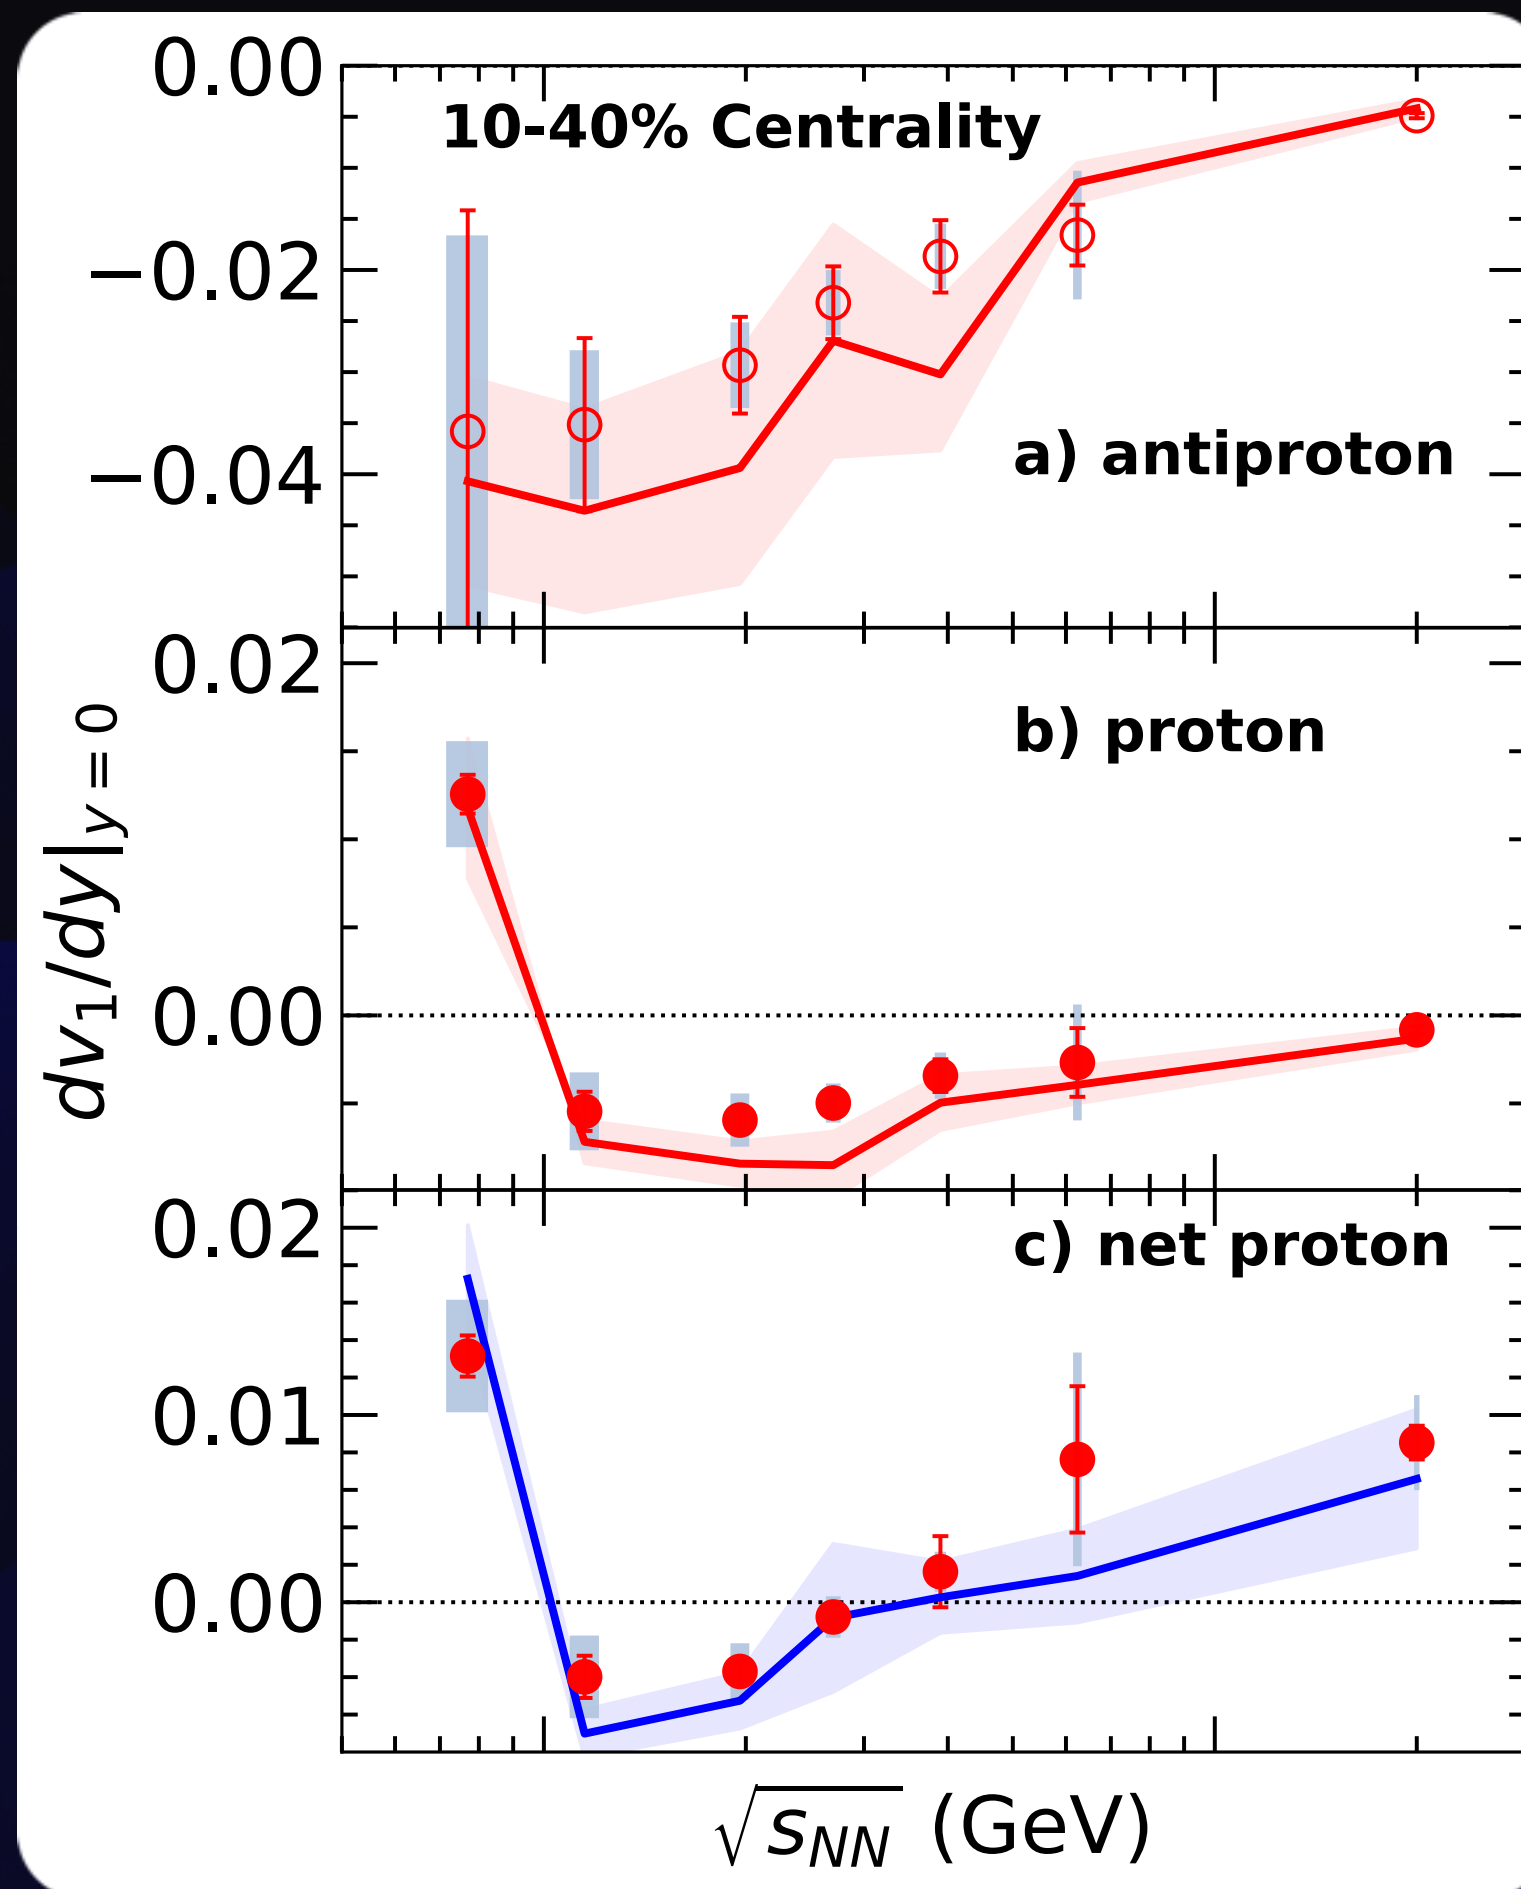 0.00
10-40% Centrality
−0.02
−0.04
a) antiproton
0.02
b) proton
dv₁/dy|y=0
0.00
0.02
c) net proton
0.01
0.00
√sNN (GeV)